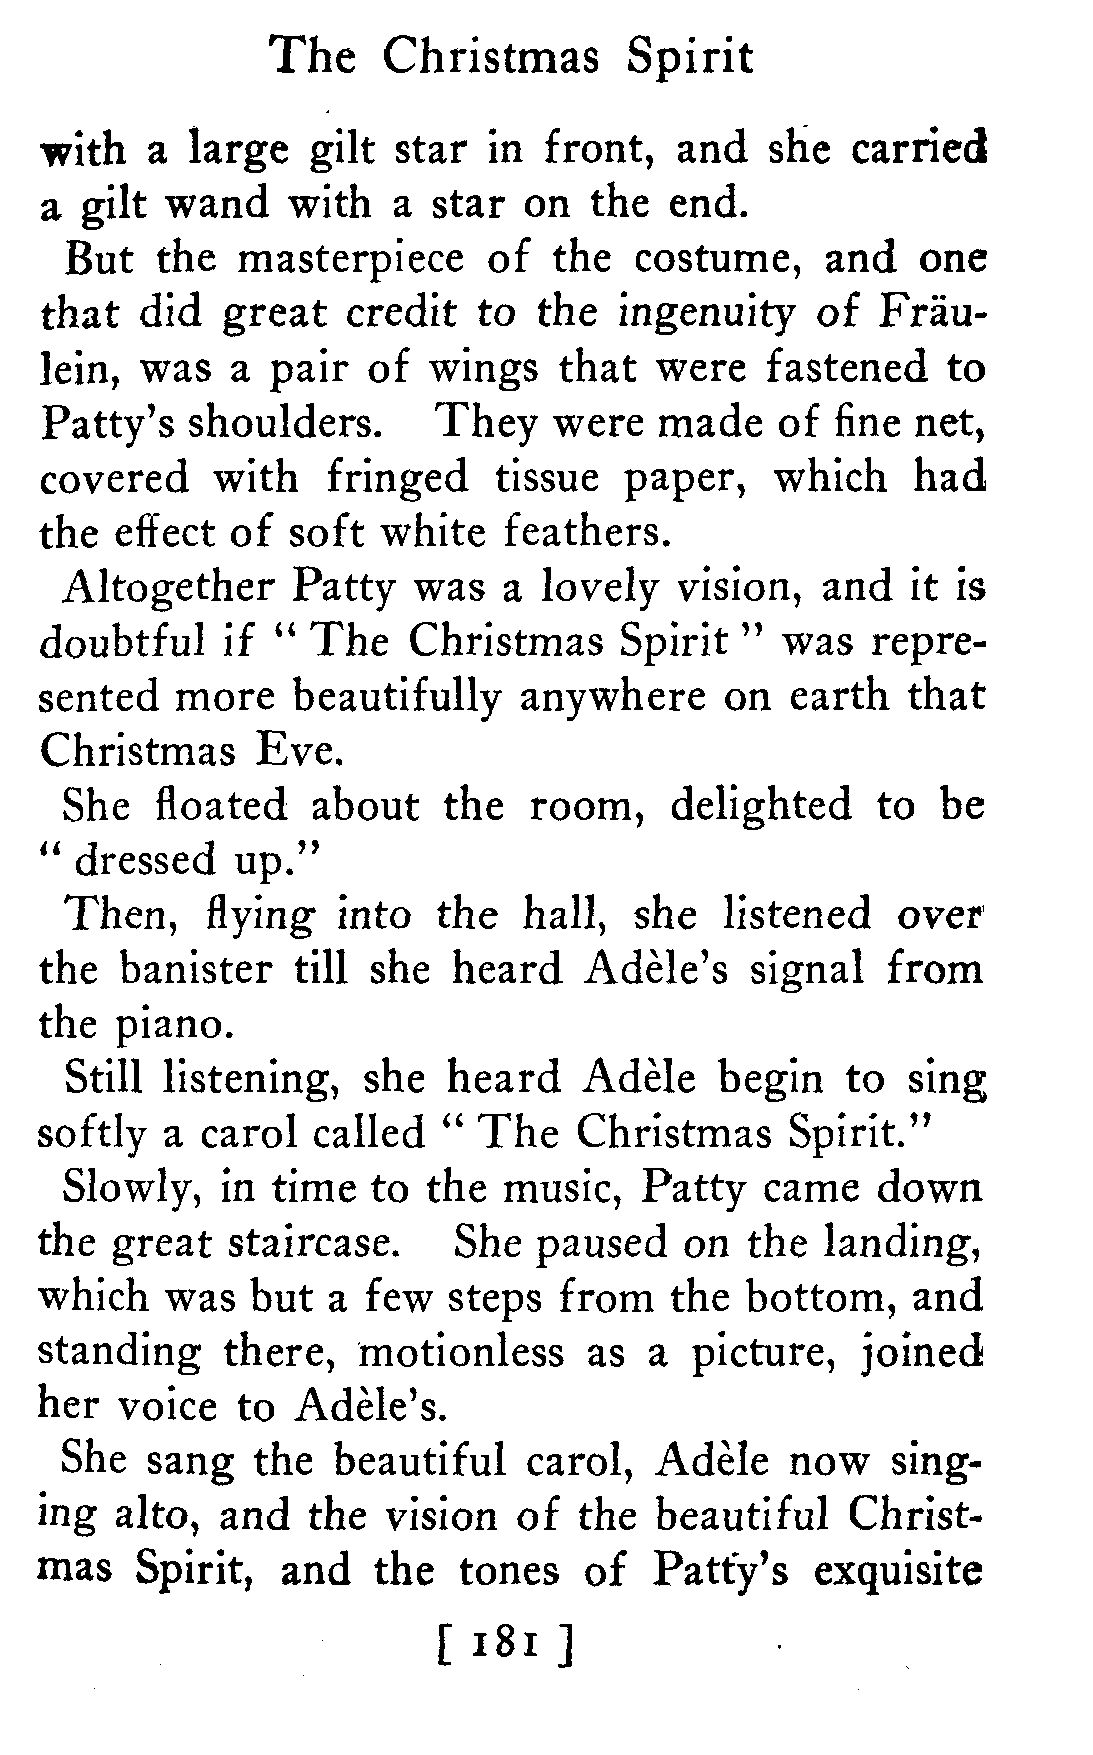 The Christmas Spirit
with a large gilt star in front, and she carried
a gilt wand with a star on the end.
But the masterpiece of the costume, and one
that did great credit to the ingenuity of Fräu-
lein, was a pair of wings that were fastened to
Patty's shoulders. They were made of fine net,
covered with fringed tissue paper, which had
the effect of soft white feathers.
Altogether Patty was a lovely vision, and it is
doubtful if " The Christmas Spirit " was repre-
sented more beautifully anywhere on earth that
Christmas Eve.
She floated about the room, delighted to be
" dressed up."
Then, flying into the hall, she listened over
the banister till she heard Adèle's signal from
the piano.
Still listening, she heard Adèle begin to sing
softly a carol called " The Christmas Spirit."
Slowly, in time to the music, Patty came down
the great staircase. She paused on the landing,
which was but a few steps from the bottom, and
standing there, motionless as a picture, joined
her voice to Adèle's.
She sang the beautiful carol, Adèle now sing-
ing alto, and the vision of the beautiful Christ-
mas Spirit, and the tones of Patty's exquisite
[ 181 ]